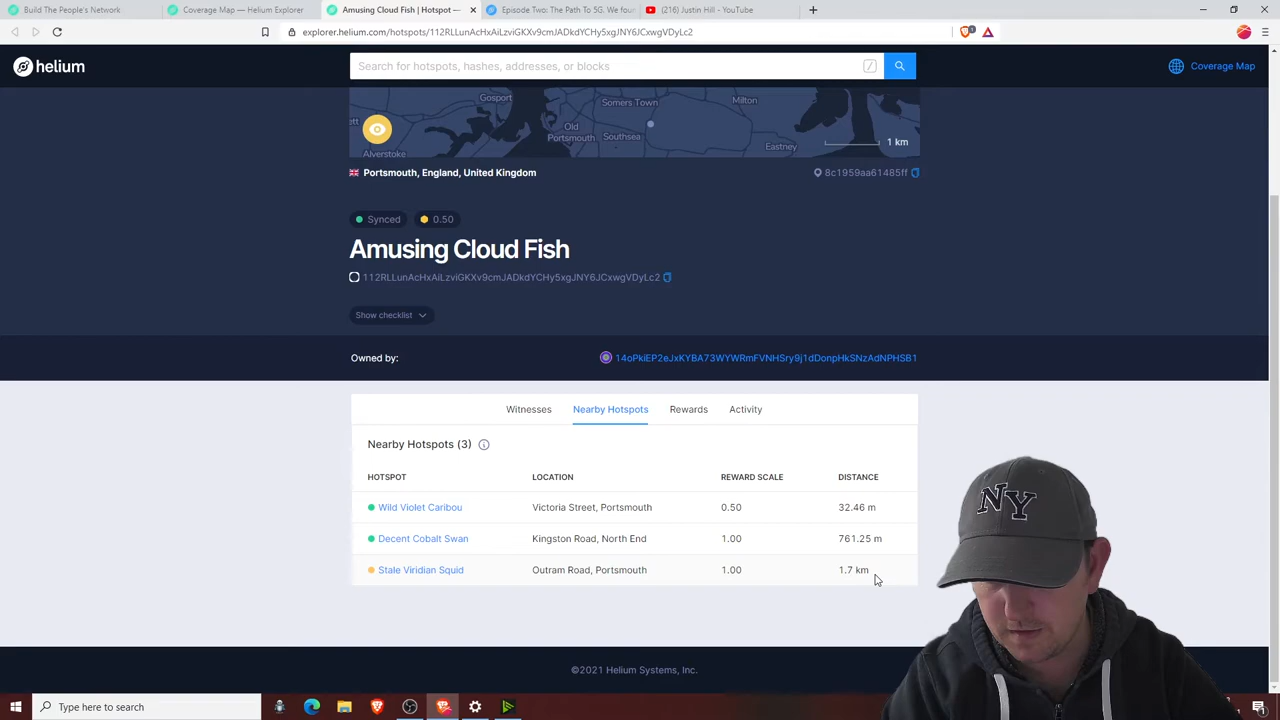 Build The People's Network
Coverage Map — Helium Explorer
Amusing Cloud Fish | Hotspot —
Episode Two: The Path To 5G. We four
(216) Justin Hill - YouTube
explorer.helium.com/hotspots/112RLLunAcHxAiLzviGKXv9cmJADkdYCHy5xgJNY6JCxwgVDyLc2
helium
Search for hotspots, hashes, addresses, or blocks
/
Coverage Map
Gosport
Somers Town
Milton
ett
Old
Portsmouth
Southsea
Eastney
Alverstoke
1 km
Portsmouth, England, United Kingdom
8c1959aa61485ff
Synced
0.50
Amusing Cloud Fish
112RLLunAcHxAiLzviGKXv9cmJADkdYCHy5xgJNY6JCxwgVDyLc2
Show checklist
Owned by:
14oPkiEP2eJxKYBA73WYWRmFVNHSry9j1dDonpHkSNzAdNPHSB1
Witnesses
Nearby Hotspots
Rewards
Activity
Nearby Hotspots (3)
HOTSPOT LOCATION REWARD SCALE DISTANCE
Wild Violet Caribou Victoria Street, Portsmouth 0.50 32.46 m
Decent Cobalt Swan Kingston Road, North End 1.00 761.25 m
Stale Viridian Squid Outram Road, Portsmouth 1.00 1.7 km
NY
©2021 Helium Systems, Inc.
Type here to search